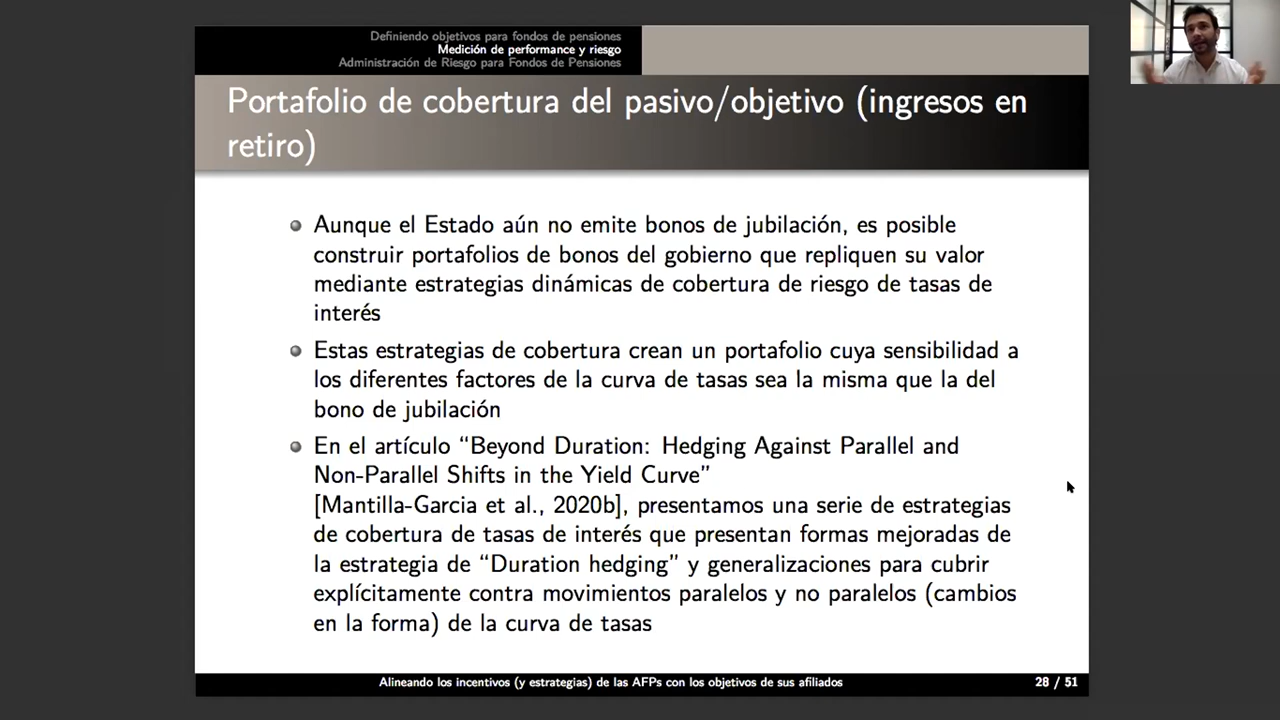 Definiendo objetivos para fondos de pensiones
Medición de performance y riesgo
Administración de Riesgo para Fondos de Pensiones
Portafolio de cobertura del pasivo/objetivo (ingresos en
retiro)
Aunque el Estado aún no emite bonos de jubilación, es posible
construir portafolios de bonos del gobierno que repliquen su valor
mediante estrategias dinámicas de cobertura de riesgo de tasas de
interés
Estas estrategias de cobertura crean un portafolio cuya sensibilidad a
los diferentes factores de la curva de tasas sea la misma que la del
bono de jubilación
En el artículo “Beyond Duration: Hedging Against Parallel and
Non-Parallel Shifts in the Yield Curve”
[Mantilla-Garcia et al., 2020b], presentamos una serie de estrategias
de cobertura de tasas de interés que presentan formas mejoradas de
la estrategia de “Duration hedging” y generalizaciones para cubrir
explícitamente contra movimientos paralelos y no paralelos (cambios
en la forma) de la curva de tasas
Alineando los incentivos (y estrategias) de las AFPs con los objetivos de sus afiliados
28 / 51